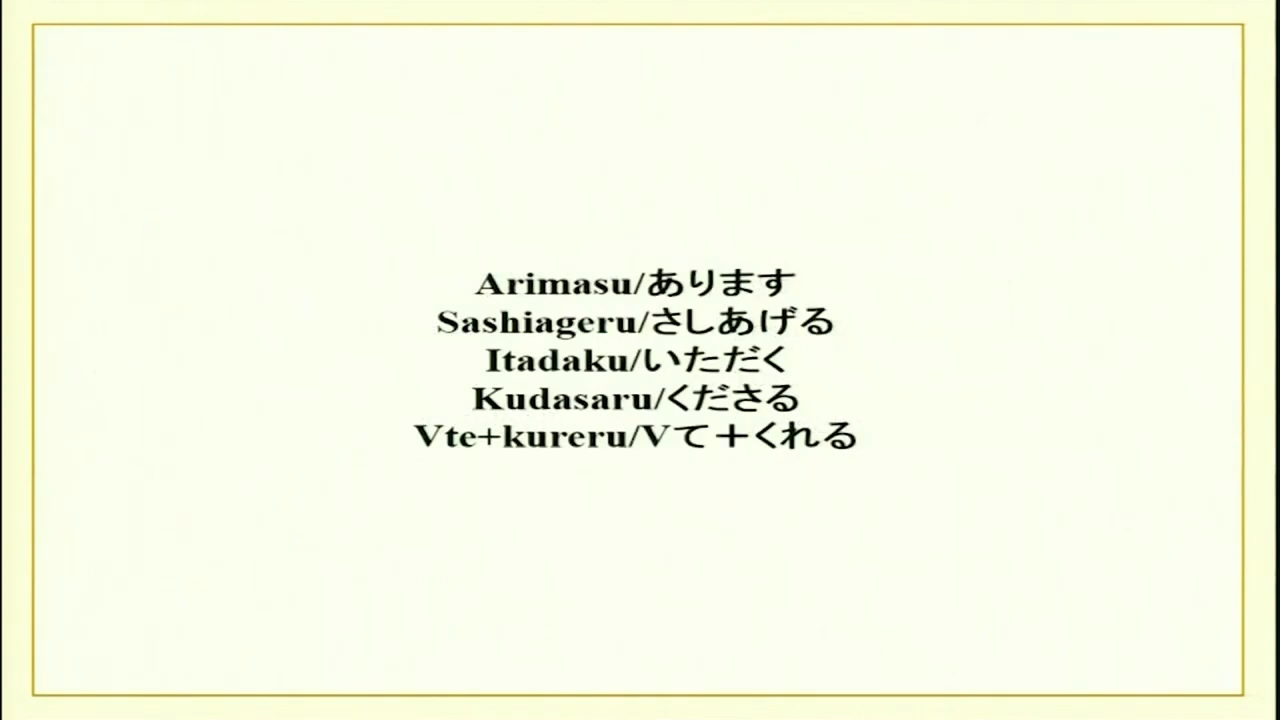 Arimasu/あります
Sashiageru/さしあげる
Itadaku/いただく
Kudasaru/くださる
Vte+kureru/Vて＋くれる